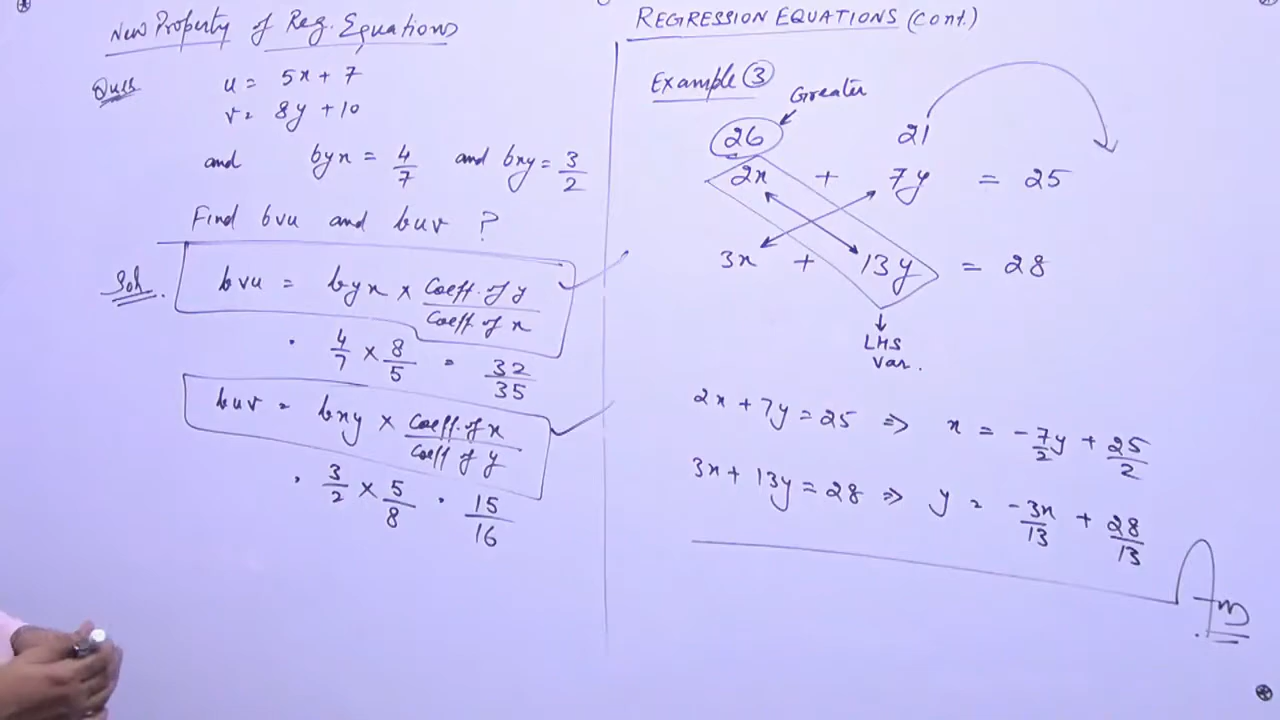 New Property of Reg. Equations
Ques u = 5x + 7
v = 8y + 10
and byx = 4/7 and bxy = 3/2
Find bvu and buv ?
Soln. bvu = byx × Coeff. of y / Coeff. of x
4/7 × 8/5 = 32/35
buv = bxy × Coeff. of x / Coeff of y
3/2 × 5/8 = 15/16
REGRESSION EQUATIONS (Cont.)
Example 3
Greater
26 21
2x + 7y = 25
3x + 13y = 28
LHS
Var.
2x + 7y = 25 ⇒ x = -7/2 y + 25/2
3x + 13y = 28 ⇒ y = -3x/13 + 28/13